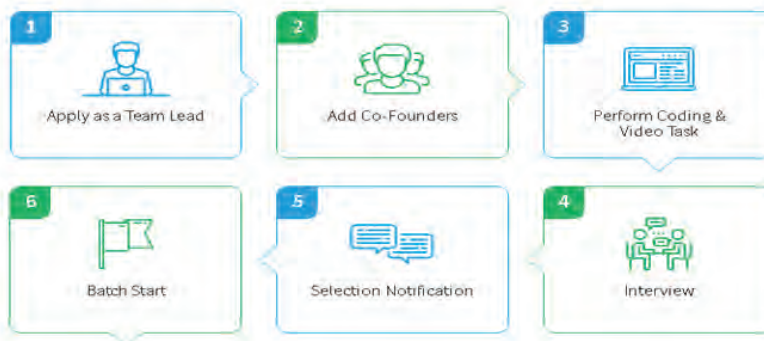 1
Apply as a Team Lead
2
Add Co-Founders
3
Perform Coding &
Video Task
6
Batch Start
5
Selection Notification
4
Interview